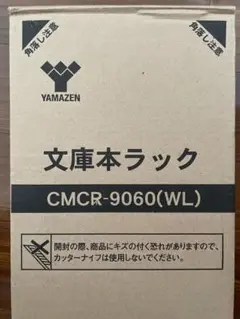 角落し注意
角落し注意
YAMAZEN
文庫本ラック
CMCR-9060(WL)
開封の際、商品にキズの付く恐れがありますので、
カッターナイフは使用しないでください。